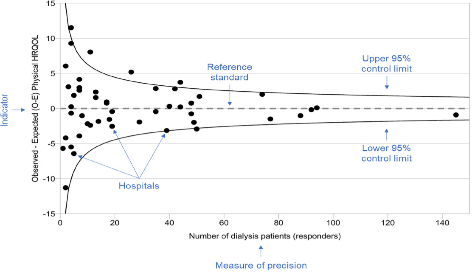 15
10
5
0
-5
-10
-15
Indicator
Observed - Expected (O-E) Physical HRQOL
Reference
standard
Upper 95%
control limit
Lower 95%
control limit
Hospitals
0
20
40
60
80
100
120
140
Number of dialysis patients (responders)
Measure of precision